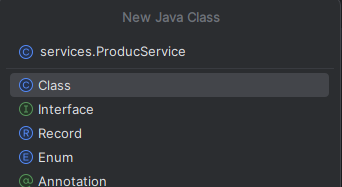 New Java Class
services.ProducService
Class
Interface
Record
Enum
Annotation